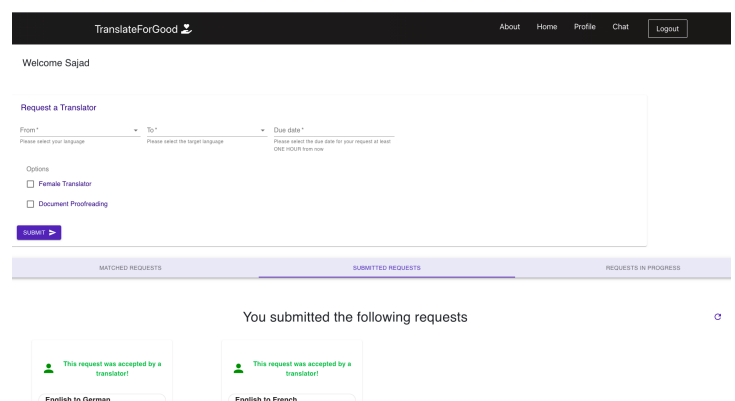 TranslateForGood
About Home Profile Chat Logout
Welcome Sajad
Request a Translator
From * To * Due date *
Please select your language Please select the target language Please select the due date for your request at least
ONE HOUR from now
Options
Female Translator
Document Proofreading
SUBMIT
MATCHED REQUESTS SUBMITTED REQUESTS REQUESTS IN PROGRESS
You submitted the following requests
This request was accepted by a
translator!
English to German
This request was accepted by a
translator!
English to French